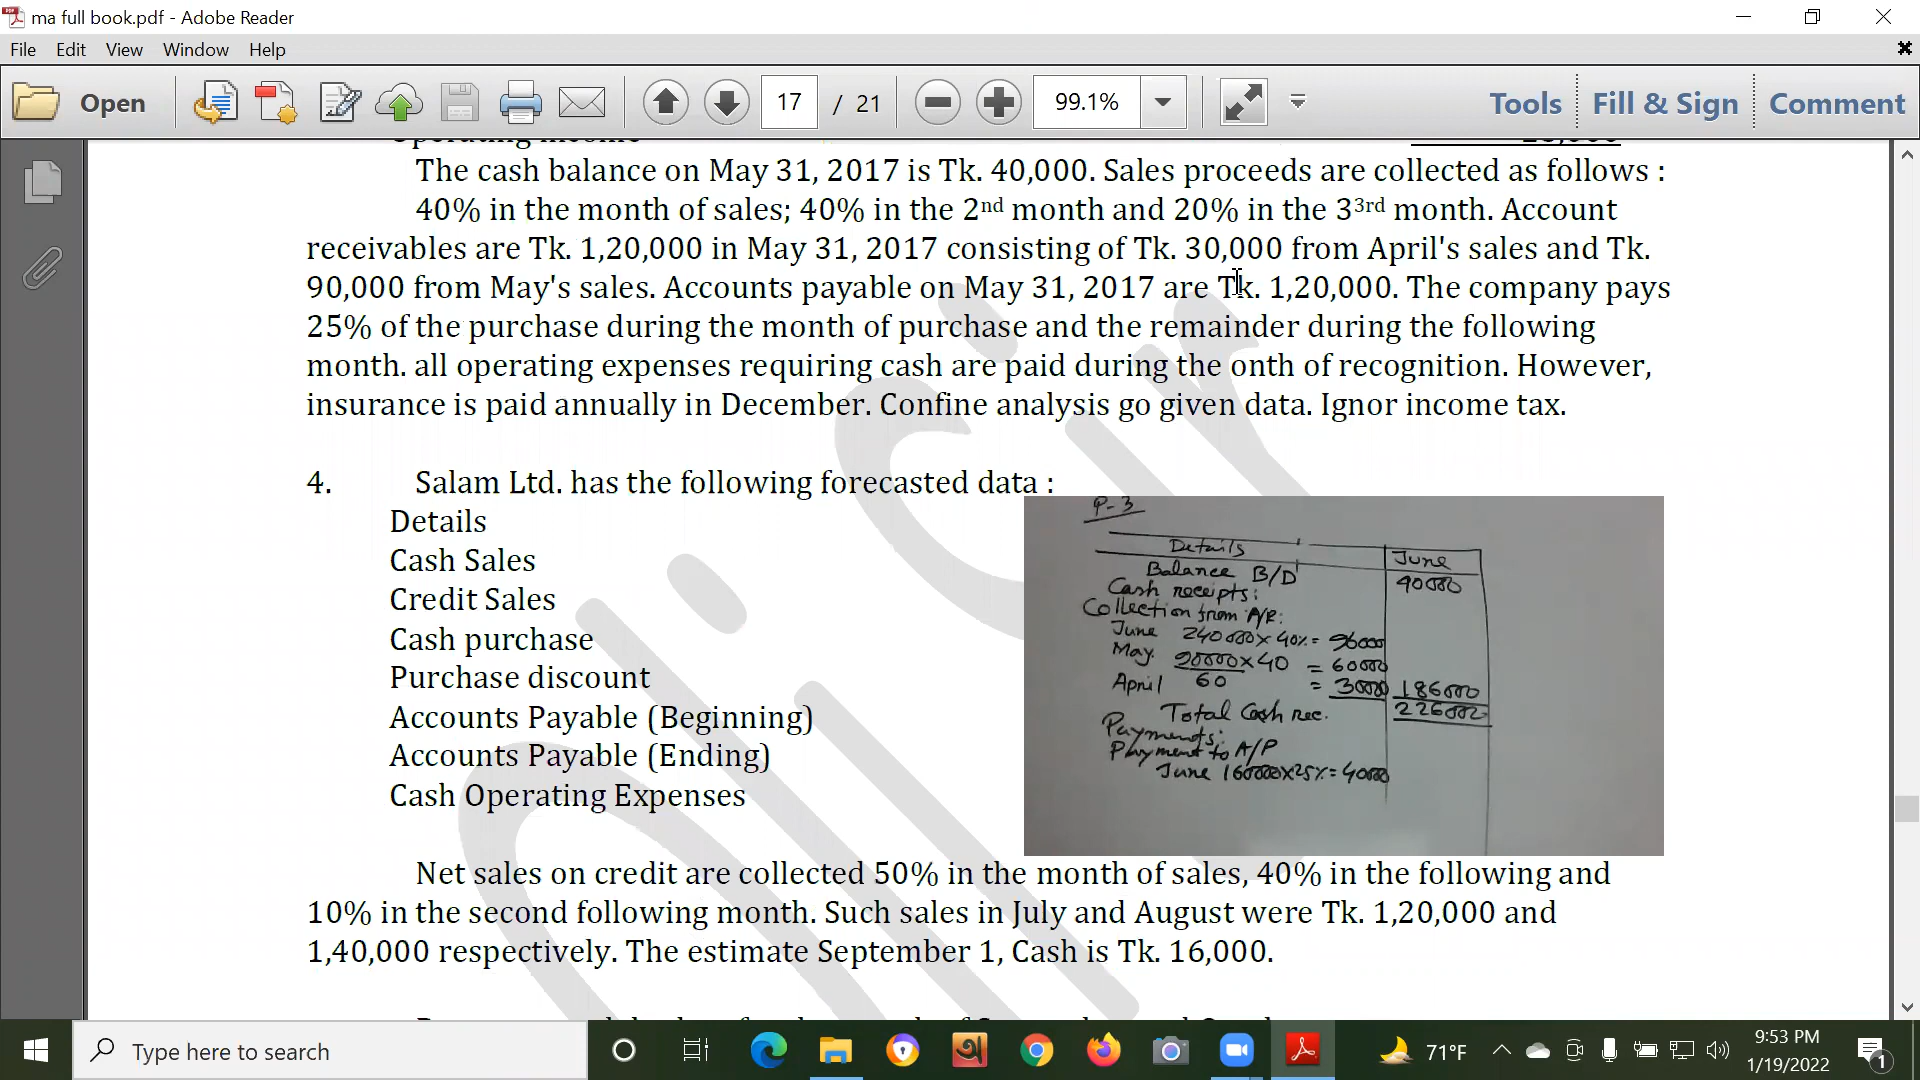 ma full book.pdf - Adobe Reader
File Edit View Window Help
Open 17 / 21 99.1% Tools Fill & Sign Comment
The cash balance on May 31, 2017 is Tk. 40,000. Sales proceeds are collected as follows :
40% in the month of sales; 40% in the 2nd month and 20% in the 33rd month. Account
receivables are Tk. 1,20,000 in May 31, 2017 consisting of Tk. 30,000 from April's sales and Tk.
90,000 from May's sales. Accounts payable on May 31, 2017 are Tk. 1,20,000. The company pays
25% of the purchase during the month of purchase and the remainder during the following
month. all operating expenses requiring cash are paid during the onth of recognition. However,
insurance is paid annually in December. Confine analysis go given data. Ignor income tax.
4. Salam Ltd. has the following forecasted data :
Details
Cash Sales
Credit Sales
Cash purchase
Purchase discount
Accounts Payable (Beginning)
Accounts Payable (Ending)
Cash Operating Expenses
P-3
Details June
Balance B/D 40000
Cash receipts:
Collection from A/R:
June 240000×40% = 96000
May 90000×40 = 60000
60
April = 30000 186000
Total Cash rec. 226000
Payments:
Payment to A/P
June 160000×25% = 40000
Net sales on credit are collected 50% in the month of sales, 40% in the following and
10% in the second following month. Such sales in July and August were Tk. 1,20,000 and
1,40,000 respectively. The estimate September 1, Cash is Tk. 16,000.
Type here to search
71°F
9:53 PM
1/19/2022
1